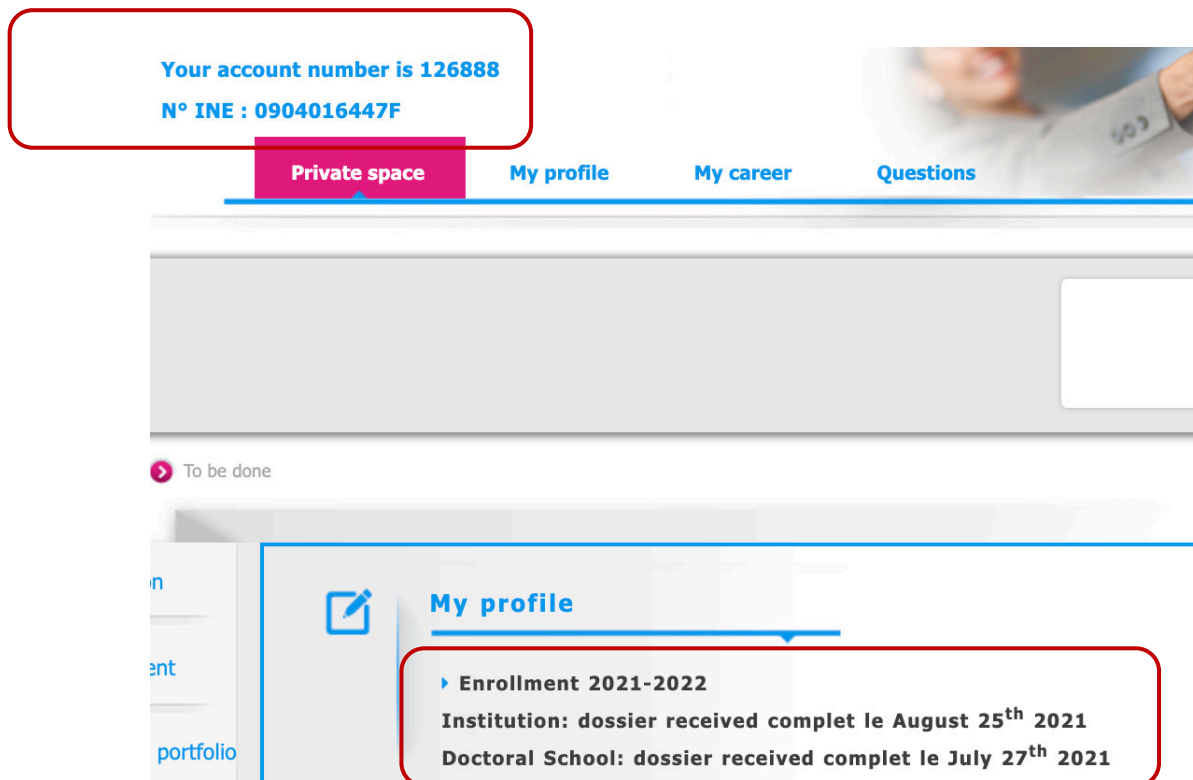 Your account number is 126888
N° INE : 0904016447F
Private space My profile My career Questions
To be done
on
My profile
ent
Enrollment 2021-2022
Institution: dossier received complet le August 25th 2021
portfolio
Doctoral School: dossier received complet le July 27th 2021